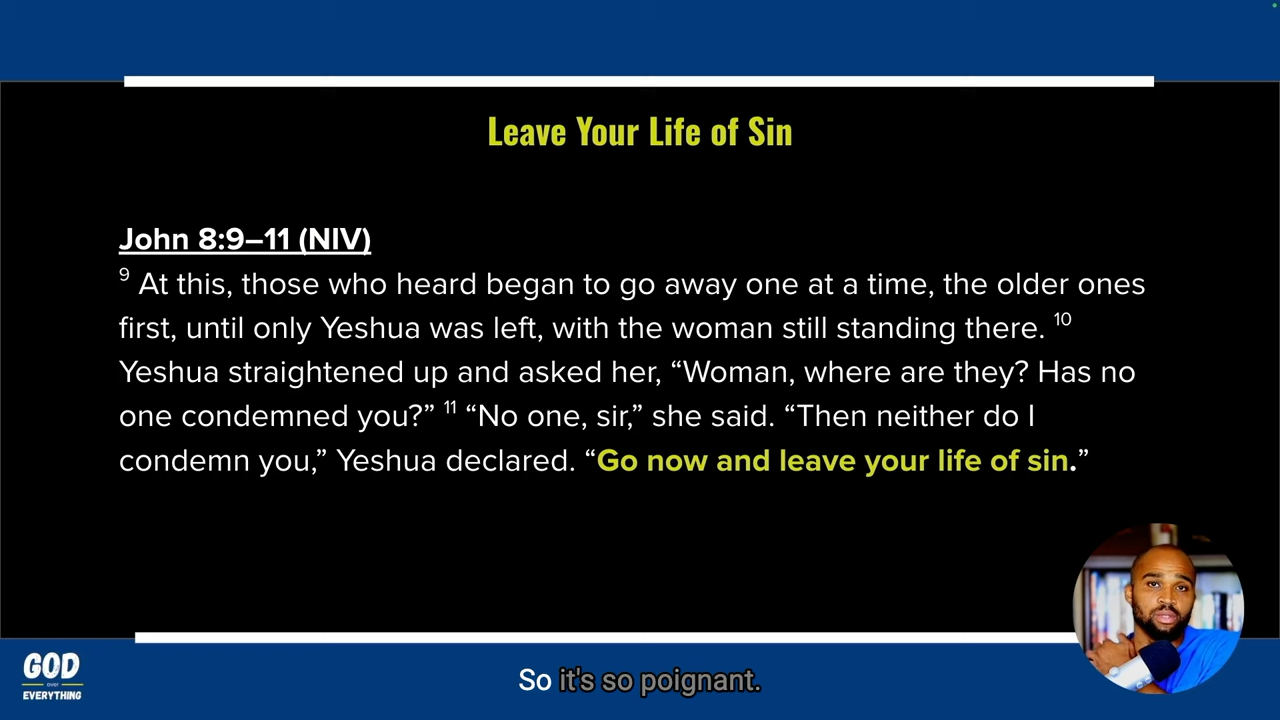 Leave Your Life of Sin
John 8:9–11 (NIV)
9 At this, those who heard began to go away one at a time, the older ones
first, until only Yeshua was left, with the woman still standing there. 10
Yeshua straightened up and asked her, “Woman, where are they? Has no
one condemned you?” 11 “No one, sir,” she said. “Then neither do I
condemn you,” Yeshua declared. “Go now and leave your life of sin.”
GOD
OVER
EVERYTHING
So it's so poignant.